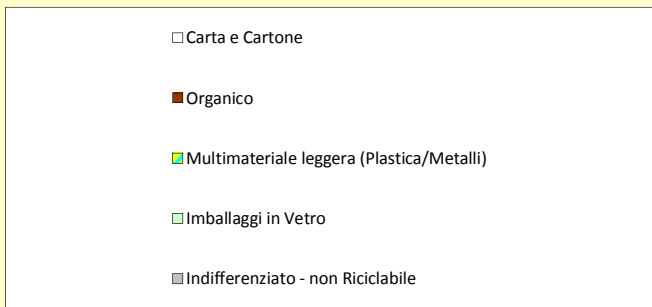 Carta e Cartone
Organico
Multimateriale leggera (Plastica/Metalli)
Imballaggi in Vetro
Indifferenziato - non Riciclabile